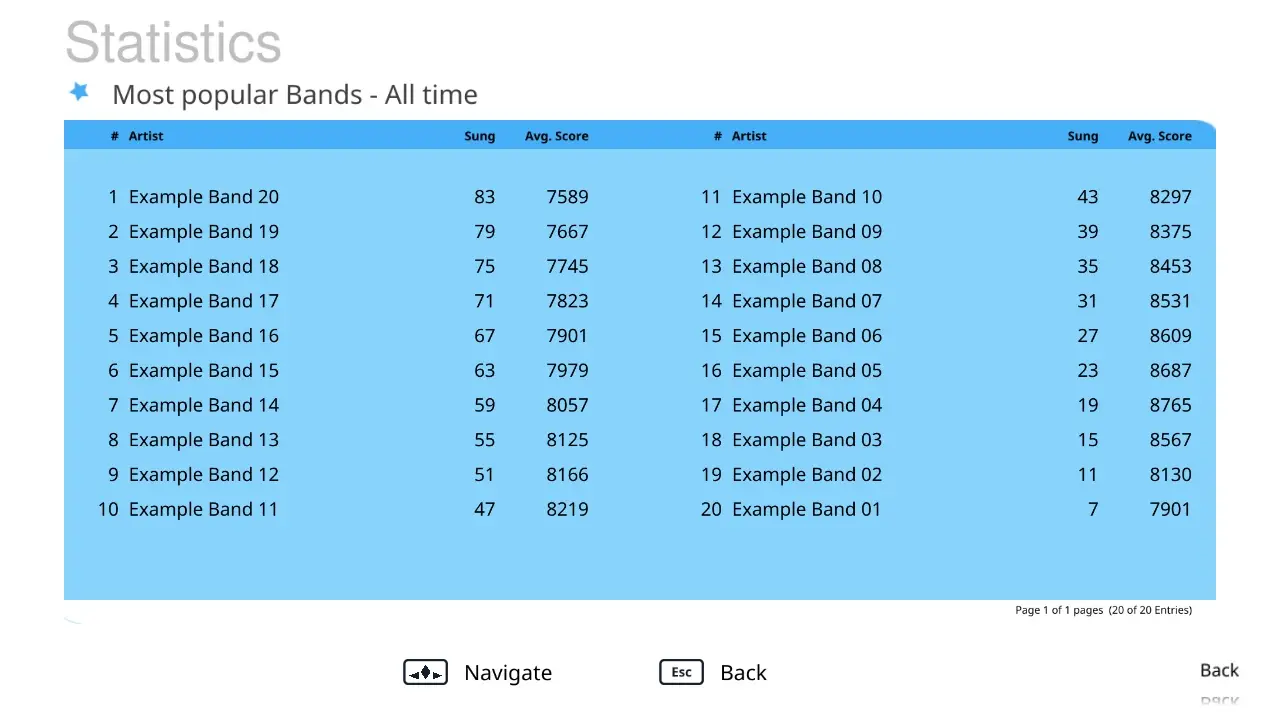 Statistics
Most popular Bands - All time
# Artist Sung Avg. Score # Artist Sung Avg. Score
1 Example Band 20 83 7589 11 Example Band 10 43 8297
2 Example Band 19 79 7667 12 Example Band 09 39 8375
3 Example Band 18 75 7745 13 Example Band 08 35 8453
4 Example Band 17 71 7823 14 Example Band 07 31 8531
5 Example Band 16 67 7901 15 Example Band 06 27 8609
6 Example Band 15 63 7979 16 Example Band 05 23 8687
7 Example Band 14 59 8057 17 Example Band 04 19 8765
8 Example Band 13 55 8125 18 Example Band 03 15 8567
9 Example Band 12 51 8166 19 Example Band 02 11 8130
10 Example Band 11 47 8219 20 Example Band 01 7 7901
Page 1 of 1 pages (20 of 20 Entries)
Navigate Esc Back Back